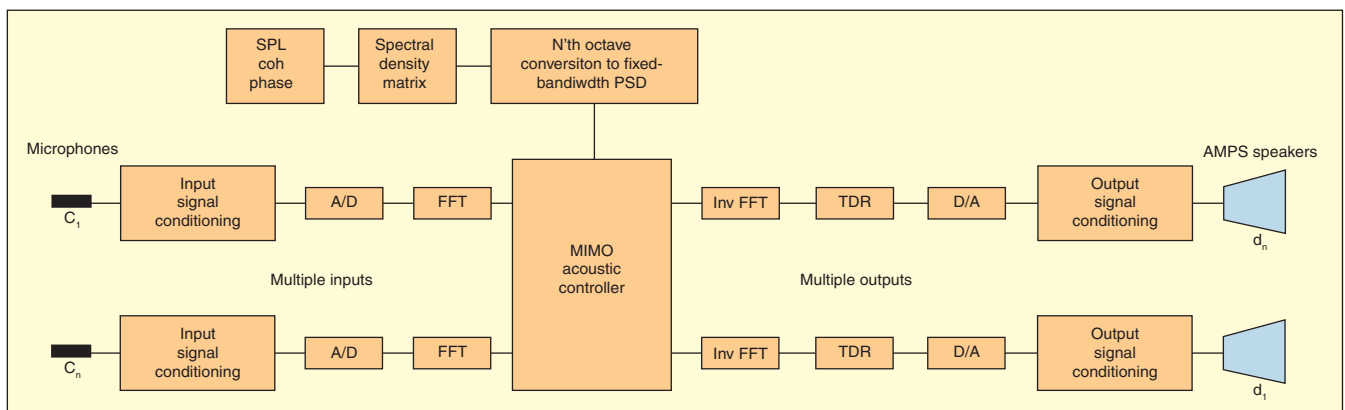 SPL
coh
phase
Spectral
density
matrix
N'th octave
conversiton to fixed-
bandiwdth PSD
Microphones
AMPS speakers
Input
signal
conditioning
A/D
FFT
Inv FFT
TDR
D/A
Output
signal
conditioning
C1
dn
MIMO
acoustic
controller
Multiple inputs
Multiple outputs
Input
signal
conditioning
A/D
FFT
Inv FFT
TDR
D/A
Output
signal
conditioning
Cn
d1